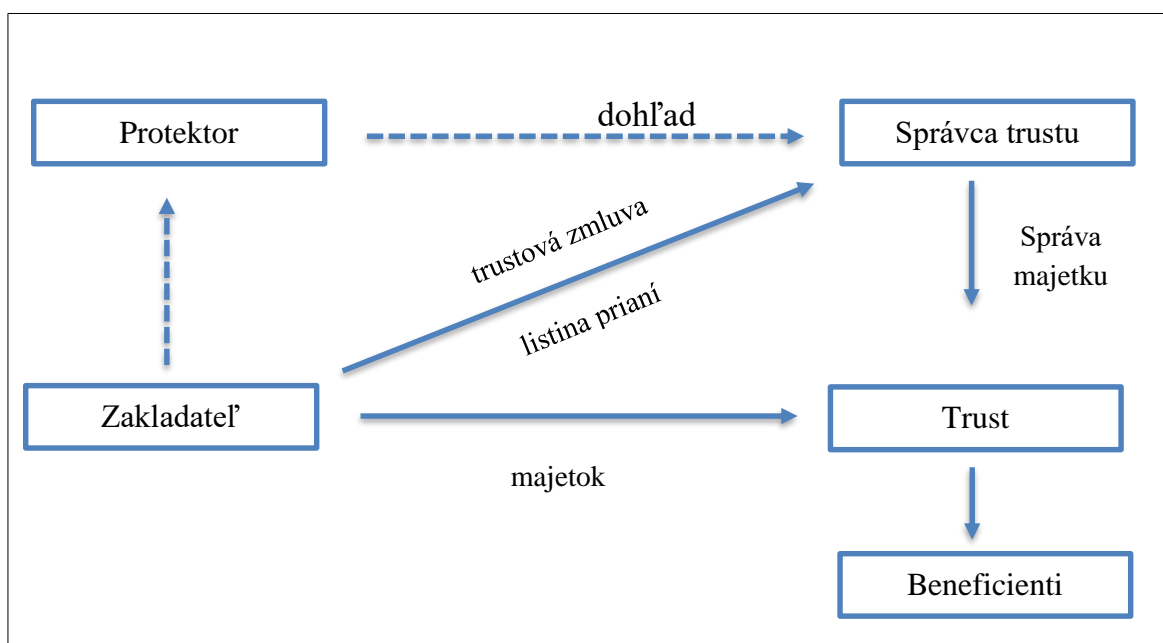 Protektor
dohľad
Správca trustu
trustová zmluva
listina prianí
Správa
majetku
Zakladateľ
majetok
Trust
Beneficienti